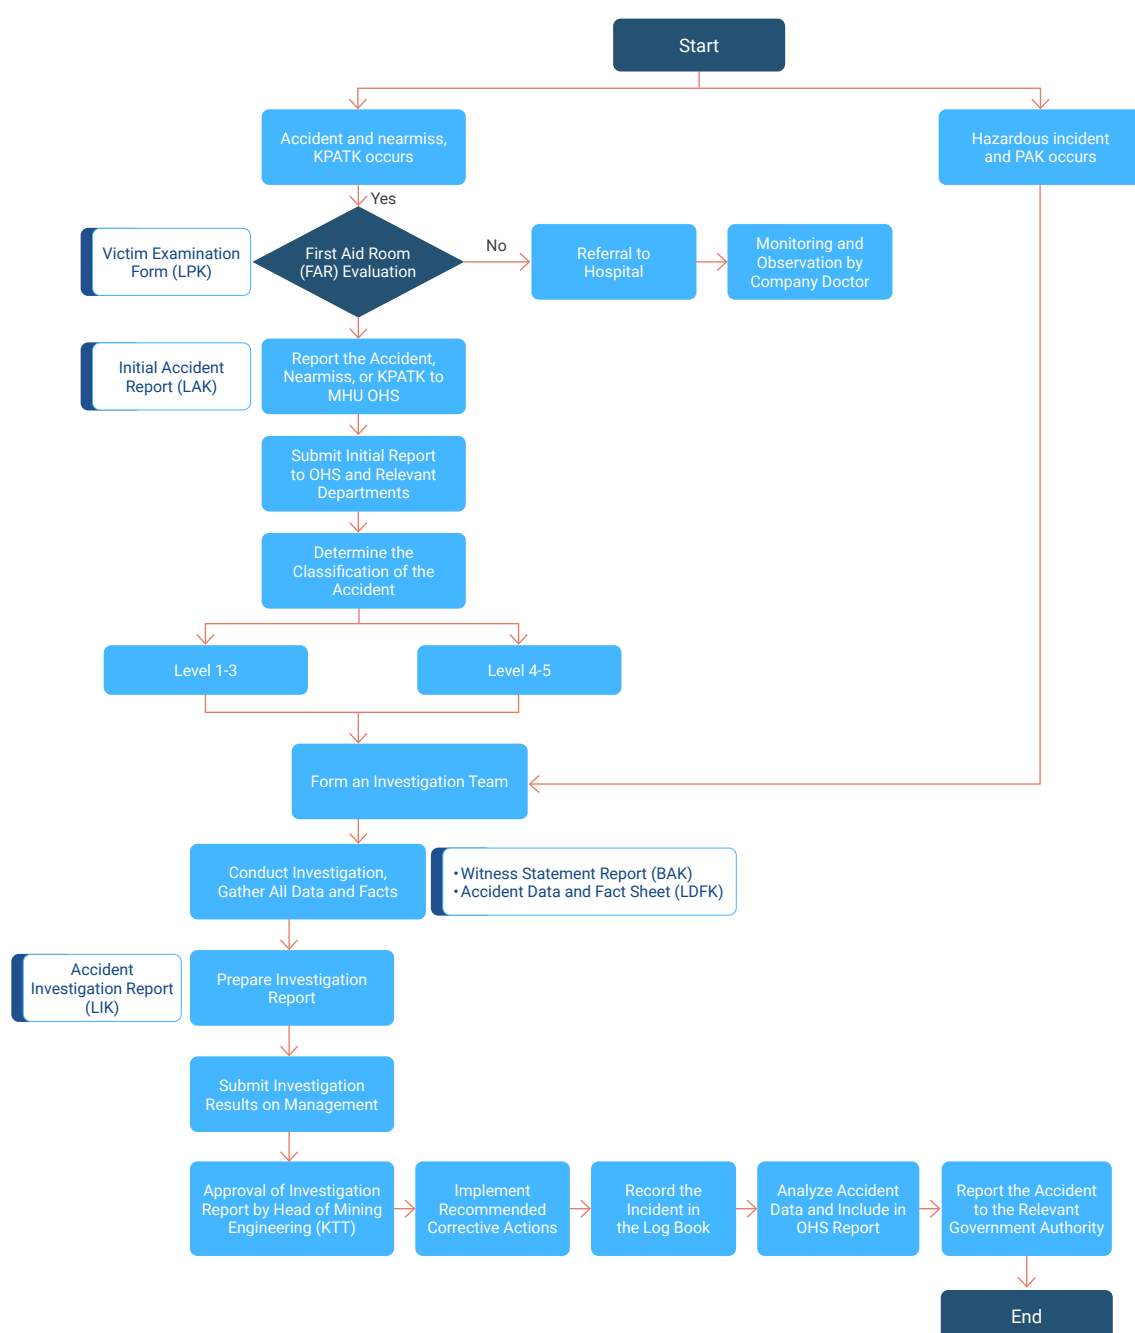 Start
Accident and nearmiss,
KPATK occurs
Hazardous incident
and PAK occurs
Yes
Victim Examination
Form (LPK)
First Aid Room
(FAR) Evaluation
No
Referral to
Hospital
Monitoring and
Observation by
Company Doctor
Initial Accident
Report (LAK)
Report the Accident,
Nearmiss, or KPATK to
MHU OHS
Submit Initial Report
to OHS and Relevant
Departments
Determine the
Classification of the
Accident
Level 1-3
Level 4-5
Form an Investigation Team
Conduct Investigation,
Gather All Data and Facts
• Witness Statement Report (BAK)
• Accident Data and Fact Sheet (LDFK)
Accident
Investigation Report
(LIK)
Prepare Investigation
Report
Submit Investigation
Results on Management
Approval of Investigation
Report by Head of Mining
Engineering (KTT)
Implement
Recommended
Corrective Actions
Record the
Incident in
the Log Book
Analyze Accident
Data and Include in
OHS Report
Report the Accident
to the Relevant
Government Authority
End